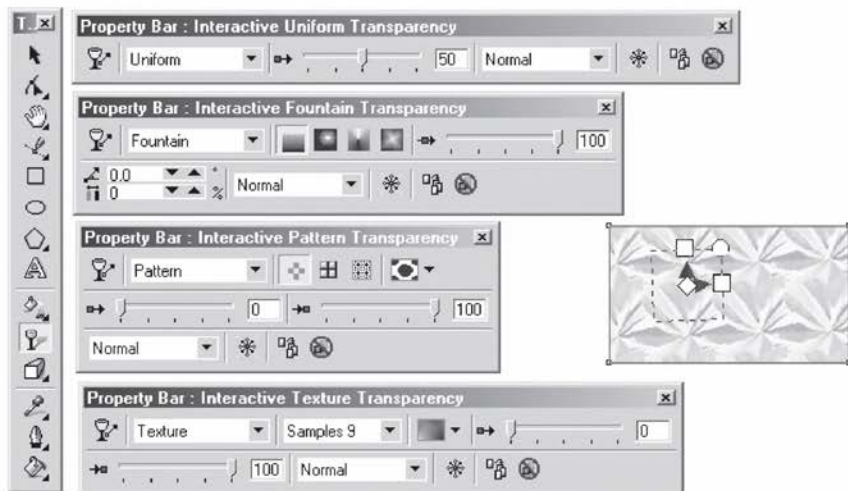 T...
Property Bar : Interactive Uniform Transparency
Uniform 50 Normal
Property Bar : Interactive Fountain Transparency
Fountain 100
0.0 °
0 % Normal
Property Bar : Interactive Pattern Transparency
Pattern
0 100
Normal
Property Bar : Interactive Texture Transparency
Texture Samples 9 0
100 Normal